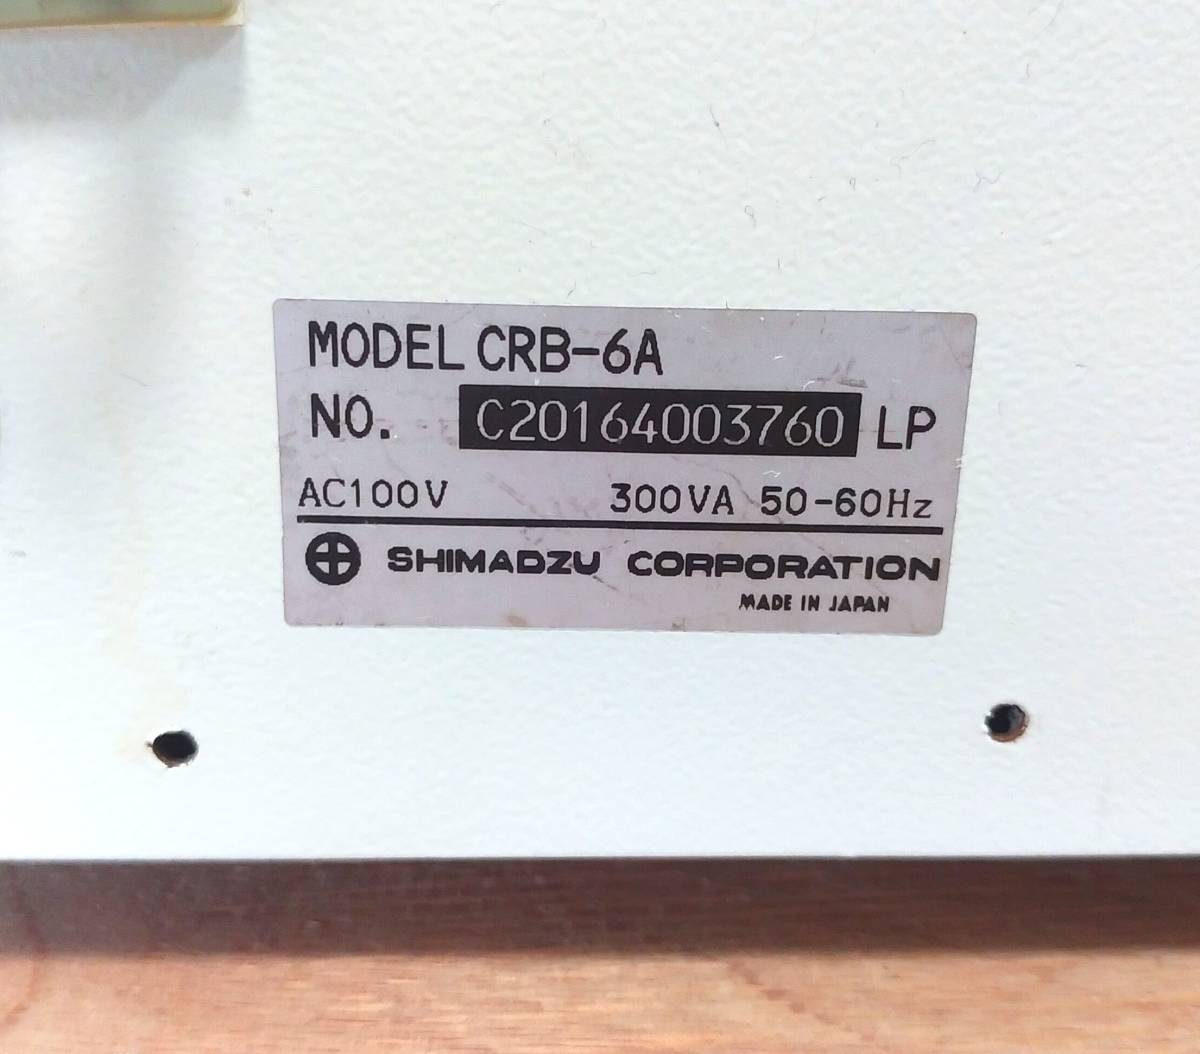 MODEL CRB-6A
NO. C20164003760 LP
AC100V 300VA 50-60Hz
SHIMADZU CORPORATION
MADE IN JAPAN